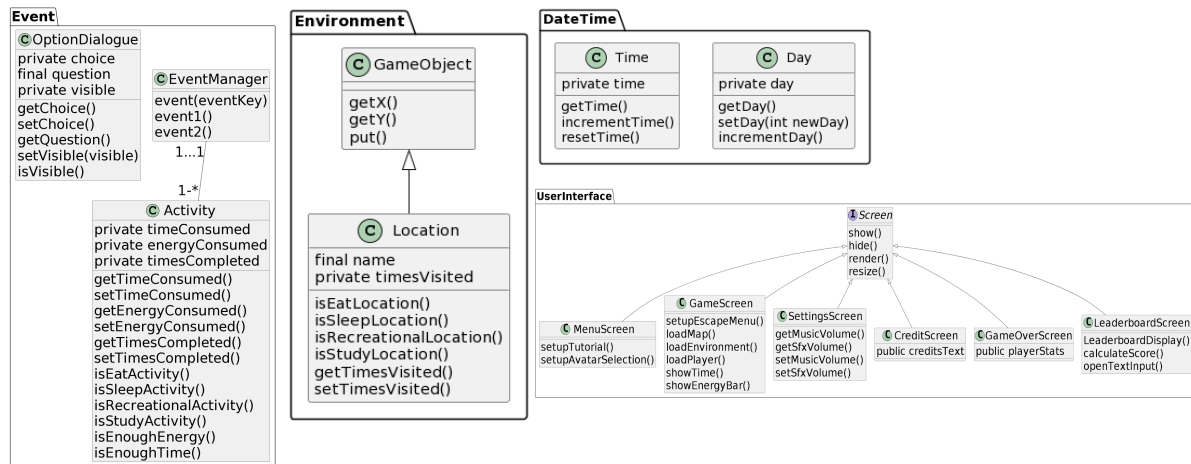 Event
C OptionDialogue
private choice
final question
private visible
getChoice()
setChoice()
getQuestion()
setVisible(visible)
isVisible()
C EventManager
event(eventKey)
event1()
event2()
1...1
1-*
C Activity
private timeConsumed
private energyConsumed
private timesCompleted
getTimeConsumed()
setTimeConsumed()
getEnergyConsumed()
setEnergyConsumed()
getTimesCompleted()
setTimesCompleted()
isEatActivity()
isSleepActivity()
isRecreationalActivity()
isStudyActivity()
isEnoughEnergy()
isEnoughTime()
Environment
C GameObject
getX()
getY()
put()
C Location
final name
private timesVisited
isEatLocation()
isSleepLocation()
isRecreationalLocation()
isStudyLocation()
getTimesVisited()
setTimesVisited()
DateTime
C Time
private time
getTime()
incrementTime()
resetTime()
C Day
private day
getDay()
setDay(int newDay)
incrementDay()
UserInterface
I Screen
show()
hide()
render()
resize()
C MenuScreen
setupTutorial()
setupAvatarSelection()
C GameScreen
setupEscapeMenu()
loadMap()
loadEnvironment()
loadPlayer()
showTime()
showEnergyBar()
C SettingsScreen
getMusicVolume()
getSfxVolume()
setMusicVolume()
setSfxVolume()
C CreditScreen
public creditsText
C GameOverScreen
public playerStats
C LeaderboardScreen
LeaderboardDisplay()
calculateScore()
openTextInput()